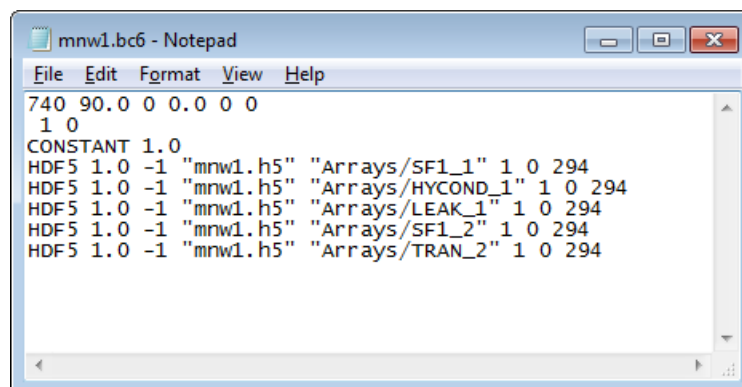 mnw1.bc6 - Notepad
File Edit Format View Help
740 90.0 0 0.0 0 0
 1 0
CONSTANT 1.0
HDF5 1.0 -1 "mnw1.h5" "Arrays/SF1_1" 1 0 294
HDF5 1.0 -1 "mnw1.h5" "Arrays/HYCOND_1" 1 0 294
HDF5 1.0 -1 "mnw1.h5" "Arrays/LEAK_1" 1 0 294
HDF5 1.0 -1 "mnw1.h5" "Arrays/SF1_2" 1 0 294
HDF5 1.0 -1 "mnw1.h5" "Arrays/TRAN_2" 1 0 294